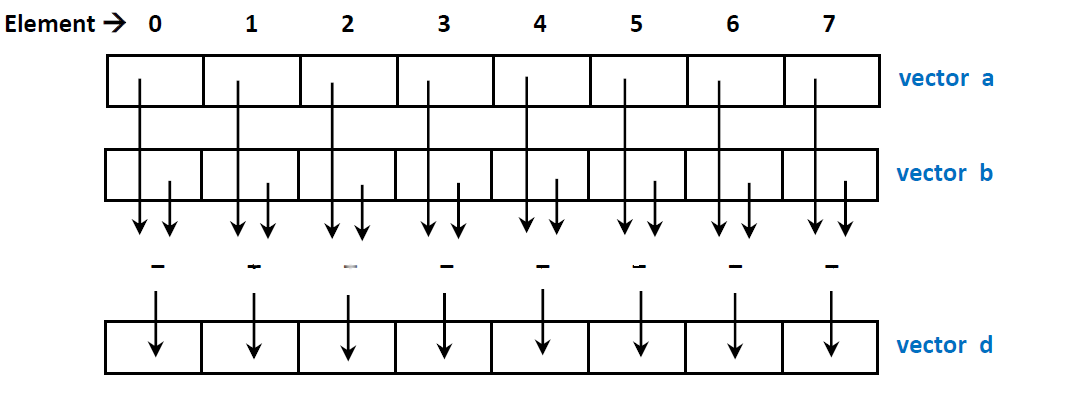 Element → 0 1 2 3 4 5 6 7
vector a
vector b
– – – – – – – –
vector d